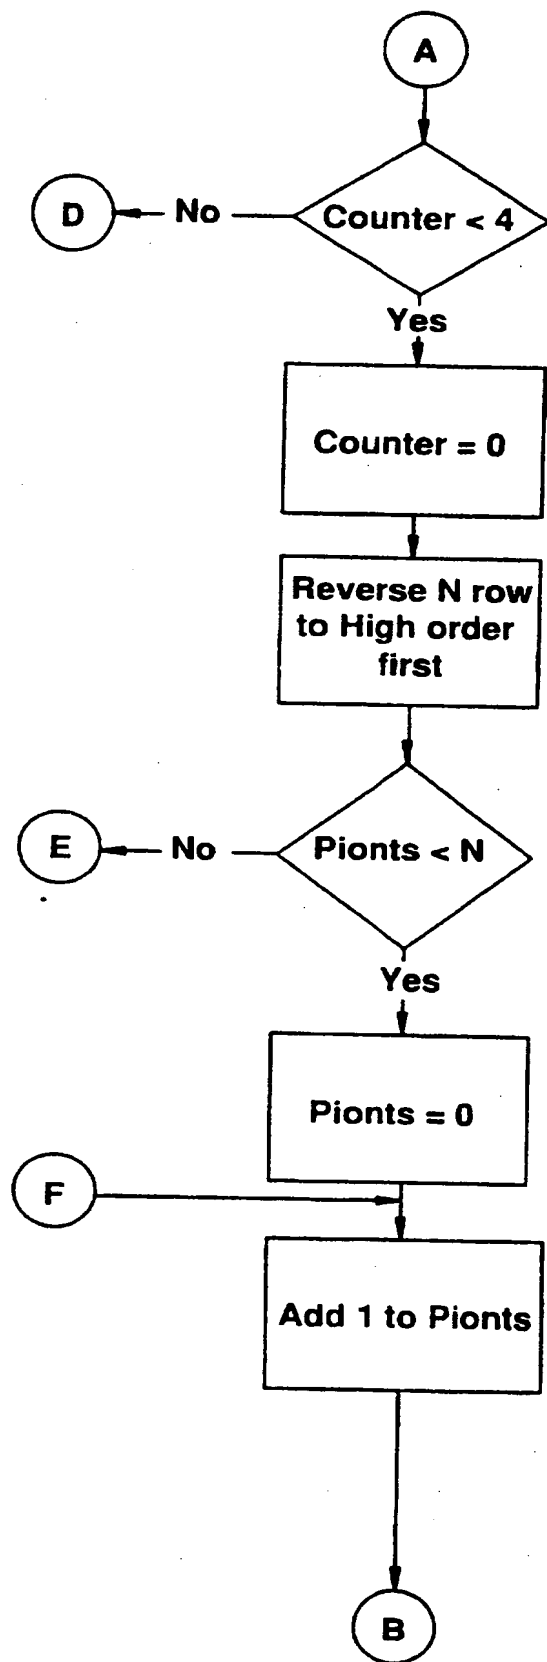 A
D
No
Counter < 4
Yes
Counter = 0
Reverse N row
to High order
first
E
No
Pionts < N
Yes
Pionts = 0
F
Add 1 to Pionts
B